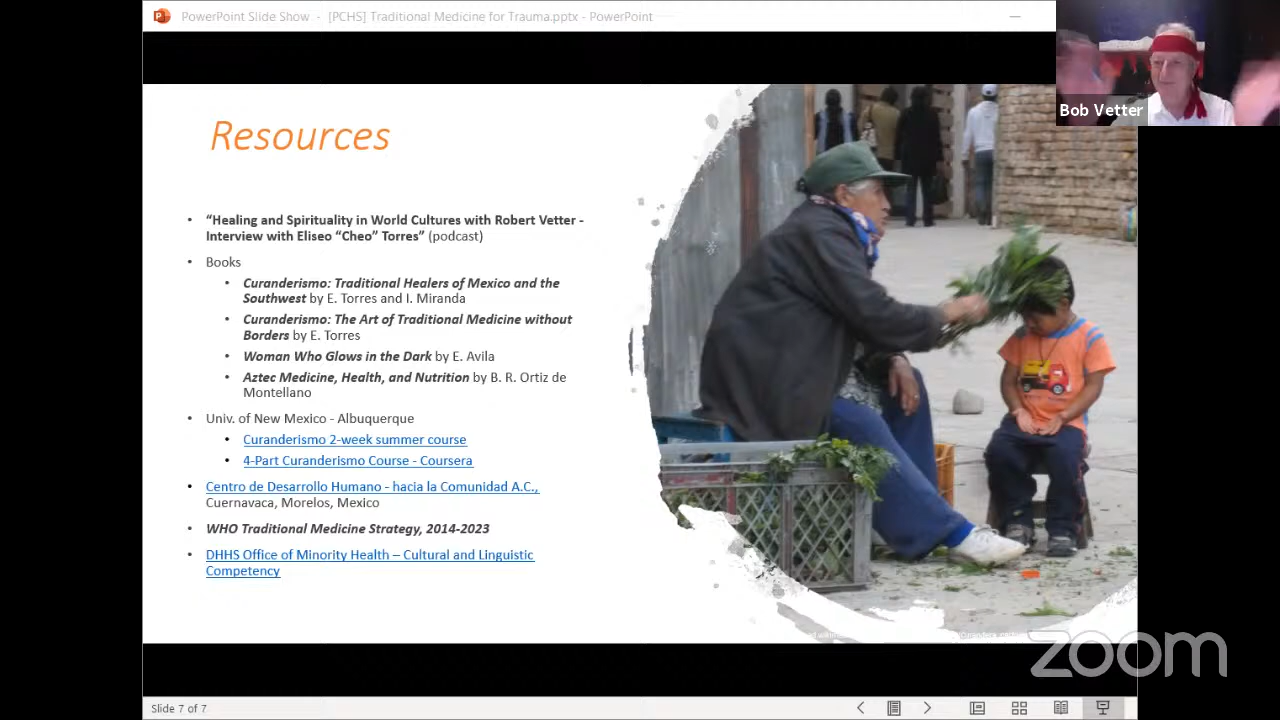 PowerPoint Slide Show - [PCHS] Traditional Medicine for Trauma.pptx - PowerPoint
Bob Vetter
Resources
• “Healing and Spirituality in World Cultures with Robert Vetter -
Interview with Eliseo “Cheo” Torres” (podcast)
• Books
• Curanderismo: Traditional Healers of Mexico and the
Southwest by E. Torres and I. Miranda
• Curanderismo: The Art of Traditional Medicine without
Borders by E. Torres
• Woman Who Glows in the Dark by E. Avila
• Aztec Medicine, Health, and Nutrition by B. R. Ortiz de
Montellano
• Univ. of New Mexico - Albuquerque
• Curanderismo 2-week summer course
• 4-Part Curanderismo Course - Coursera
• Centro de Desarrollo Humano - hacia la Comunidad A.C.,
Cuernavaca, Morelos, Mexico
• WHO Traditional Medicine Strategy, 2014-2023
• DHHS Office of Minority Health – Cultural and Linguistic
Competency
zoom
Slide 7 of 7